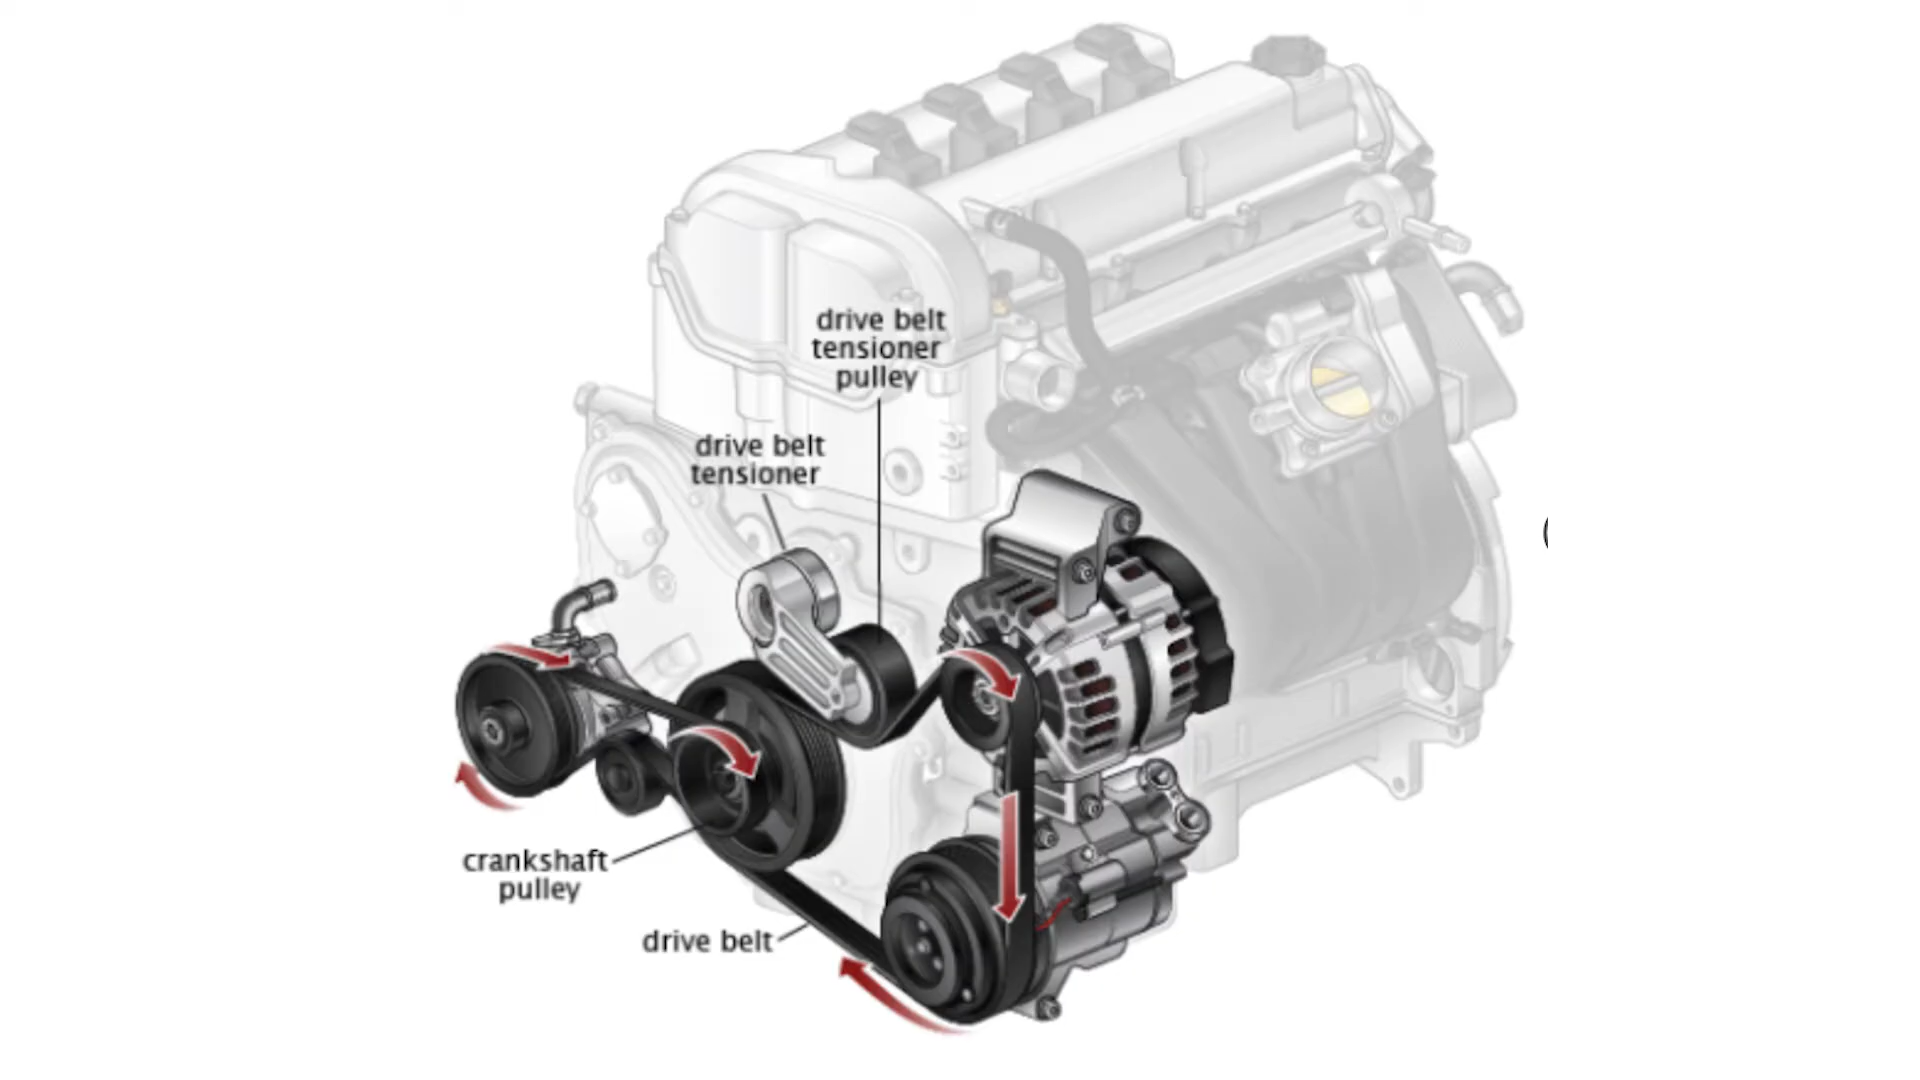 drive belt
tensioner
pulley
drive belt
tensioner
crankshaft
pulley
drive belt